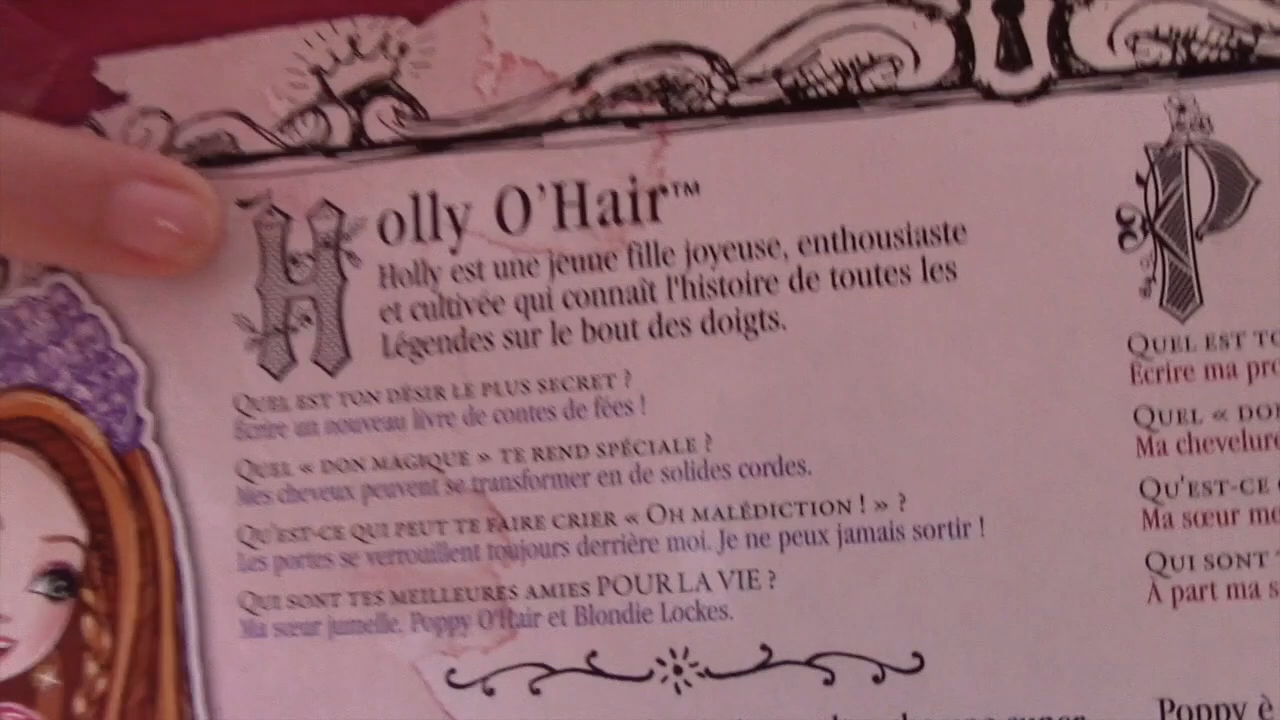 Holly O'Hair™
Holly est une jeune fille joyeuse, enthousiaste
et cultivée qui connaît l'histoire de toutes les
Légendes sur le bout des doigts.
QUEL EST TON DÉSIR LE PLUS SECRET ?
Écrire un nouveau livre de contes de fées !
QUEL « DON MAGIQUE » TE REND SPÉCIALE ?
Mes cheveux peuvent se transformer en de solides cordes.
QU'EST-CE QUI PEUT TE FAIRE CRIER « OH MALÉDICTION ! » ?
Les portes se verrouillent toujours derrière moi. Je ne peux jamais sortir !
QUI SONT TES MEILLEURES AMIES POUR LA VIE ?
Ma sœur jumelle, Poppy O'Hair et Blondie Lockes.
P
QUEL EST
Écrire ma
QUEL «
Ma
QU'EST-CE
Ma sœur
QUI SONT
À part ma
Poppy